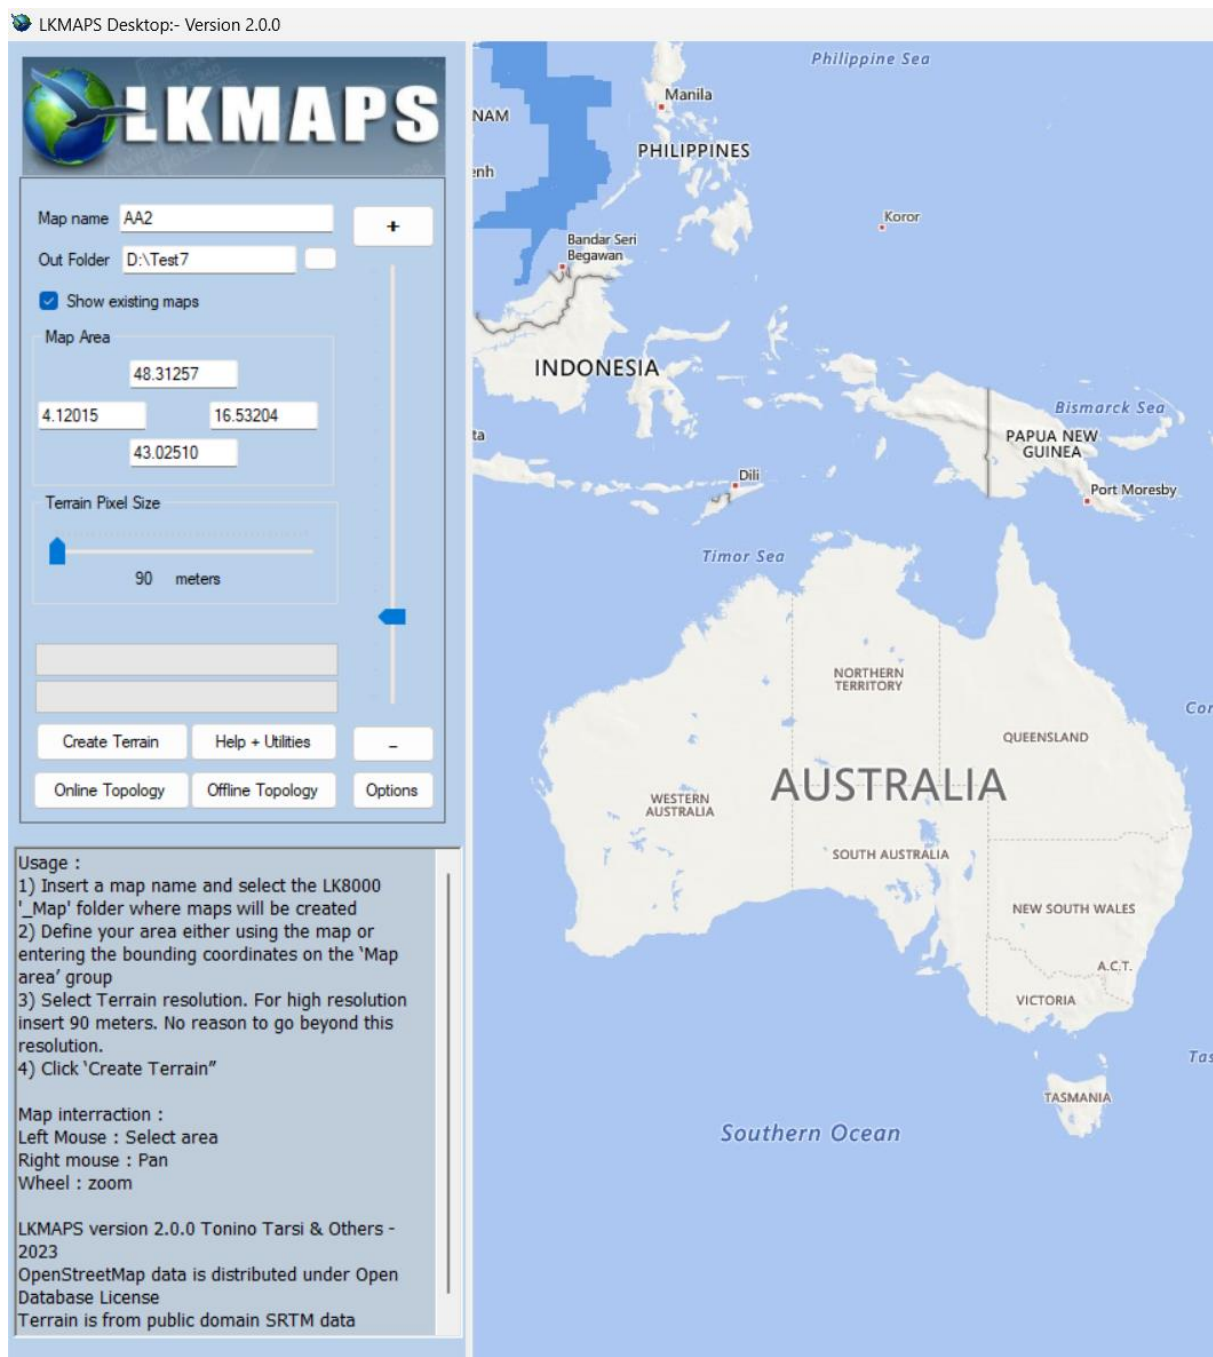 LKMAPS Desktop:- Version 2.0.0
LKMAPS
Map name AA2
+
Out Folder D:\Test7
Show existing maps
Map Area
48.31257
4.12015 16.53204
43.02510
Terrain Pixel Size
90 meters
Create Terrain Help + Utilities -
Online Topology Offline Topology Options
Usage :
1) Insert a map name and select the LK8000
'_Map' folder where maps will be created
2) Define your area either using the map or
entering the bounding coordinates on the ‘Map
area’ group
3) Select Terrain resolution. For high resolution
insert 90 meters. No reason to go beyond this
resolution.
4) Click ‘Create Terrain”
Map interraction :
Left Mouse : Select area
Right mouse : Pan
Wheel : zoom
LKMAPS version 2.0.0 Tonino Tarsi & Others -
2023
OpenStreetMap data is distributed under Open
Database License
Terrain is from public domain SRTM data
Philippine Sea
Manila
NAM
PHILIPPINES
enh
Koror
Bandar Seri
Begawan
INDONESIA
Bismarck Sea
ta
PAPUA NEW
GUINEA
Dili
Port Moresby
Timor Sea
NORTHERN
TERRITORY
Cor
QUEENSLAND
AUSTRALIA
WESTERN
AUSTRALIA
SOUTH AUSTRALIA
NEW SOUTH WALES
A.C.T.
VICTORIA
Tas
TASMANIA
Southern Ocean